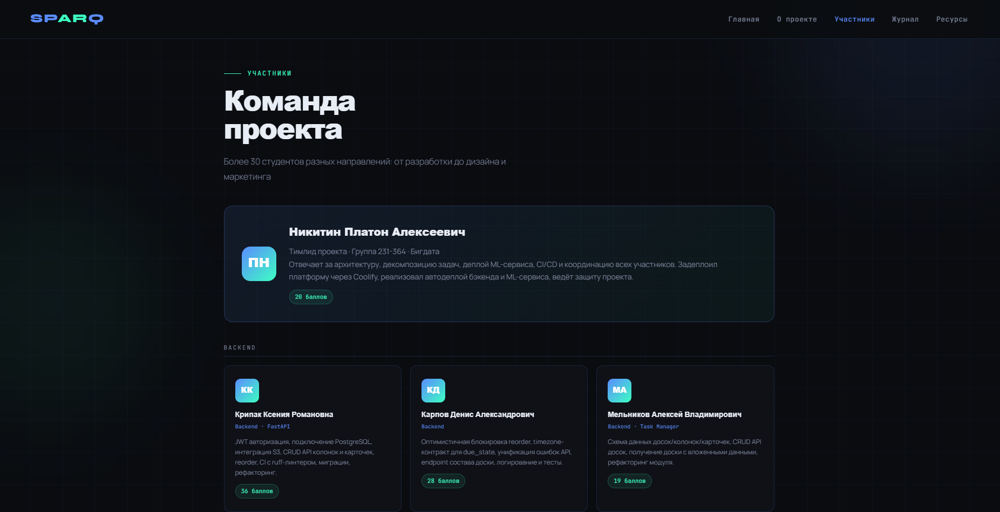 SPARQ
Главная
О проекте
Участники
Журнал
Ресурсы
УЧАСТНИКИ
Команда
проекта
Более 30 студентов разных направлений: от разработки до дизайна и
маркетинга
ПН
Никитин Платон Алексеевич
Тимлид проекта · Группа 231-364 · Бигдата
Отвечает за архитектуру, декомпозицию задач, деплой ML-сервиса, CI/CD и координацию всех участников. Задеплоил
платформу через Coolify, реализовал автодеплой бэкенда и ML-сервиса, ведёт защиту проекта.
20 баллов
BACKEND
КК
Крипак Ксения Романовна
Backend · FastAPI
JWT авторизация, подключение PostgreSQL,
интеграция S3, CRUD API колонок и карточек,
reorder, CI с ruff-линтером, миграции,
рефакторинг.
36 баллов
КД
Карпов Денис Александрович
Backend
Оптимистичная блокировка reorder, timezone-
контракт для due_state, унификация ошибок API,
endpoint состава доски, логирование и тесты.
28 баллов
МА
Мельников Алексей Владимирович
Backend · Task Manager
Схема данных досок/колонок/карточек, CRUD API
досок, получение доски с вложенными данными,
рефакторинг модуля.
19 баллов